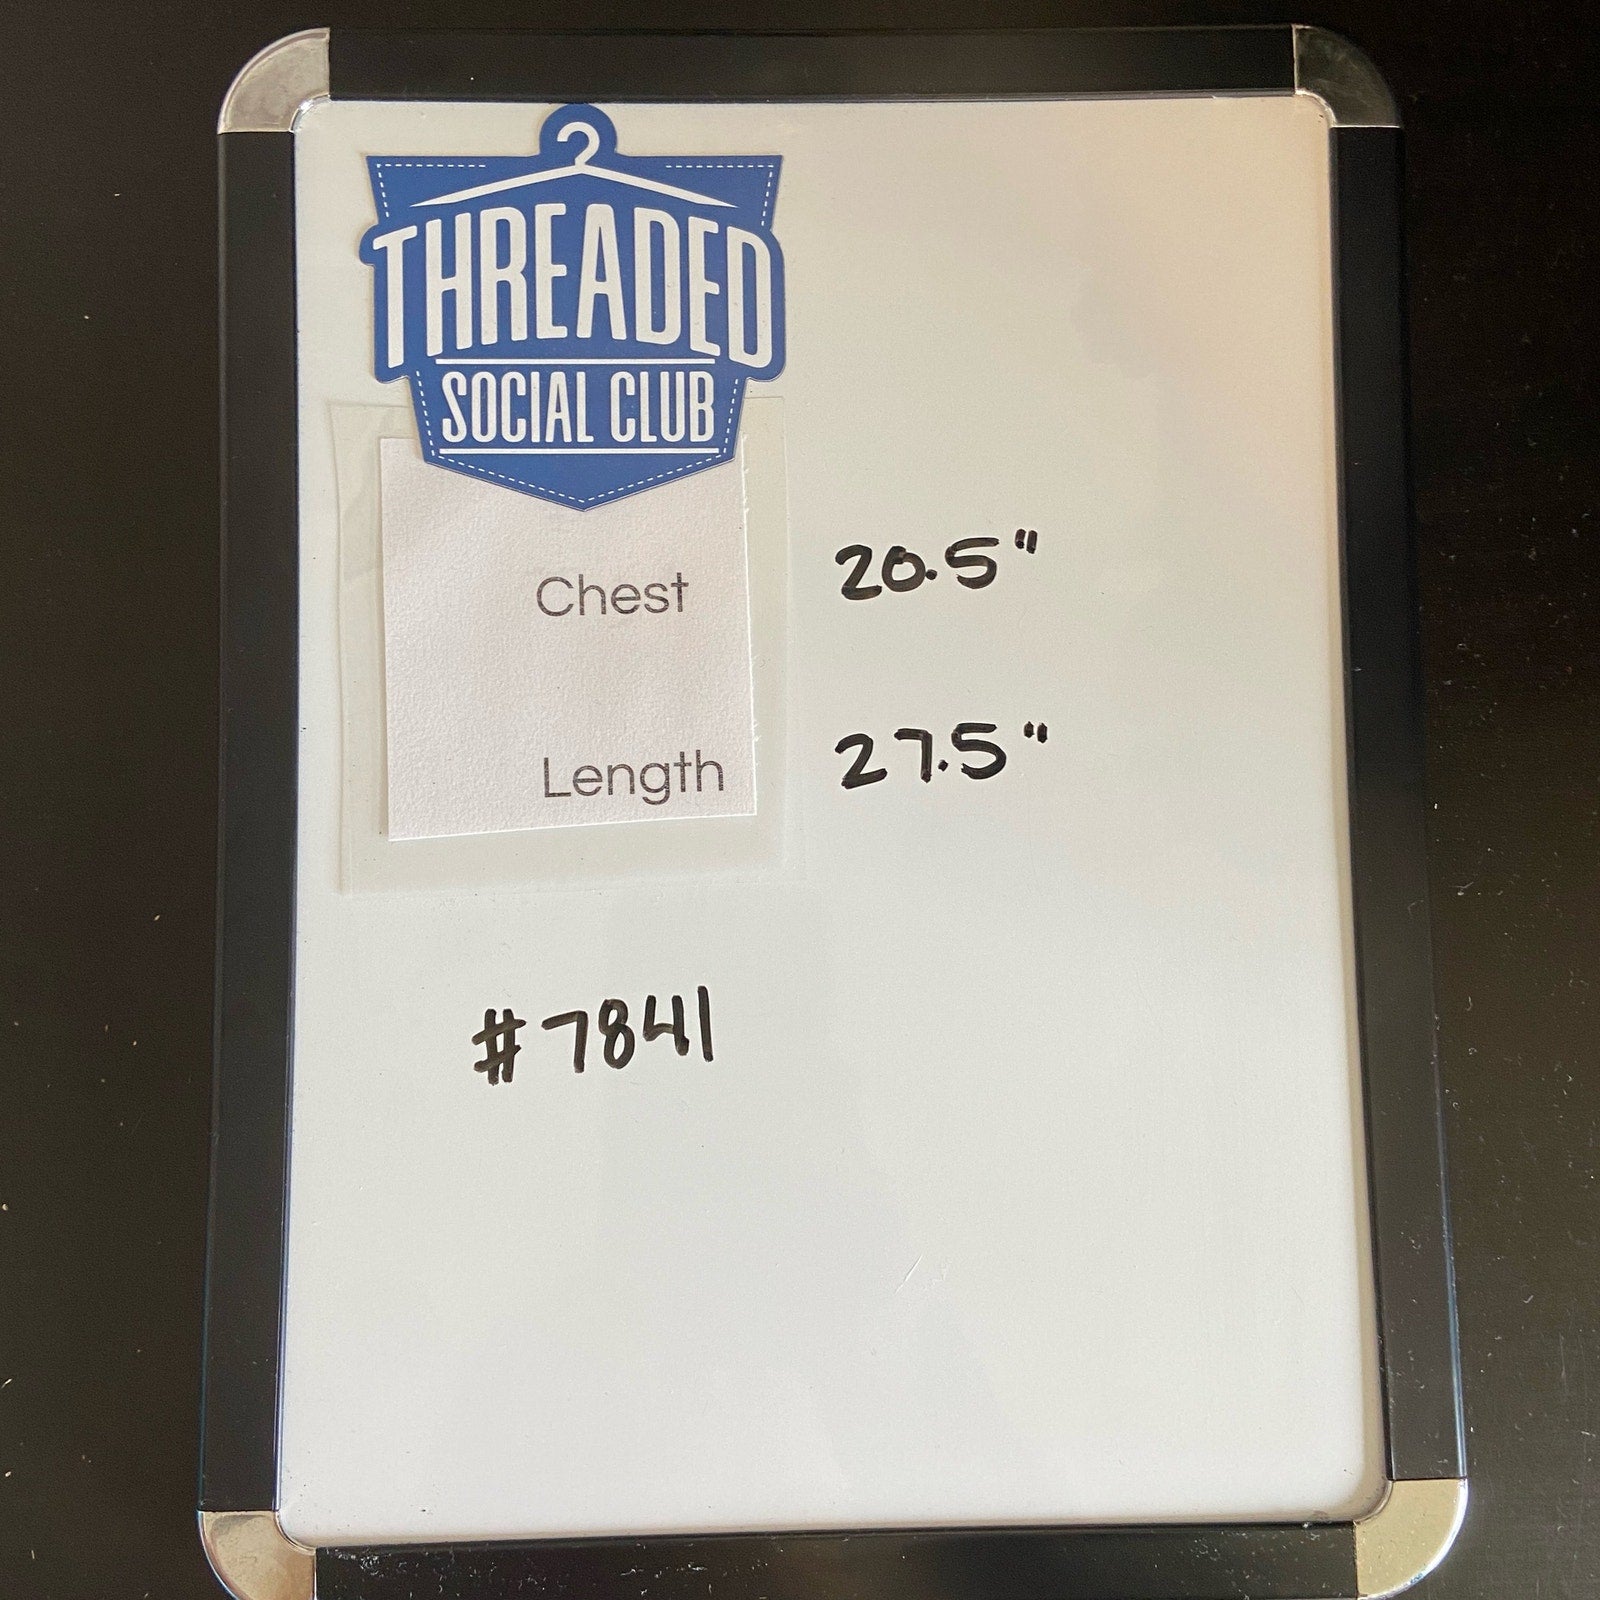 THREADED
SOCIAL CLUB
Chest 20.5"
Length 27.5"
#7841